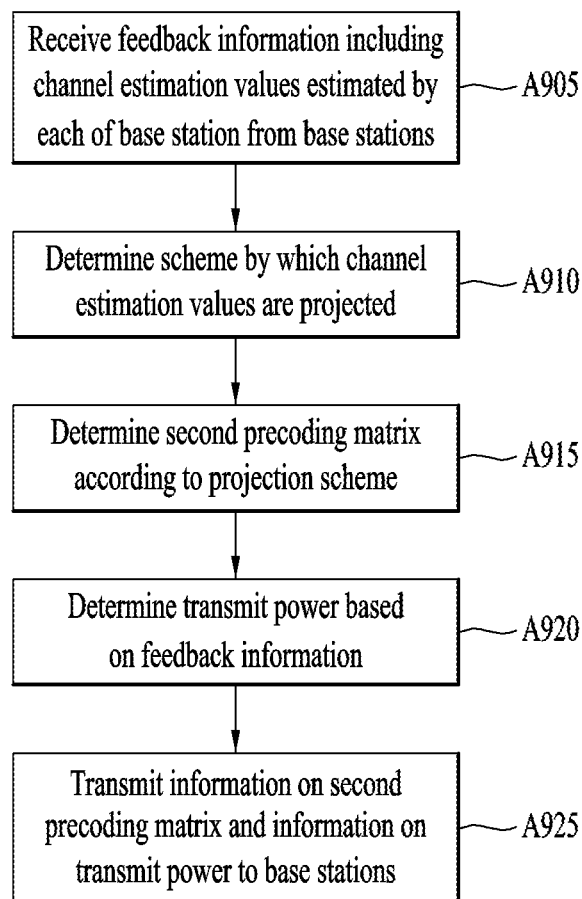 Receive feedback information including
channel estimation values estimated by
each of base station from base stations
A905
Determine scheme by which channel
estimation values are projected
A910
Determine second precoding matrix
according to projection scheme
A915
Determine transmit power based
on feedback information
A920
Transmit information on second
precoding matrix and information on
transmit power to base stations
A925